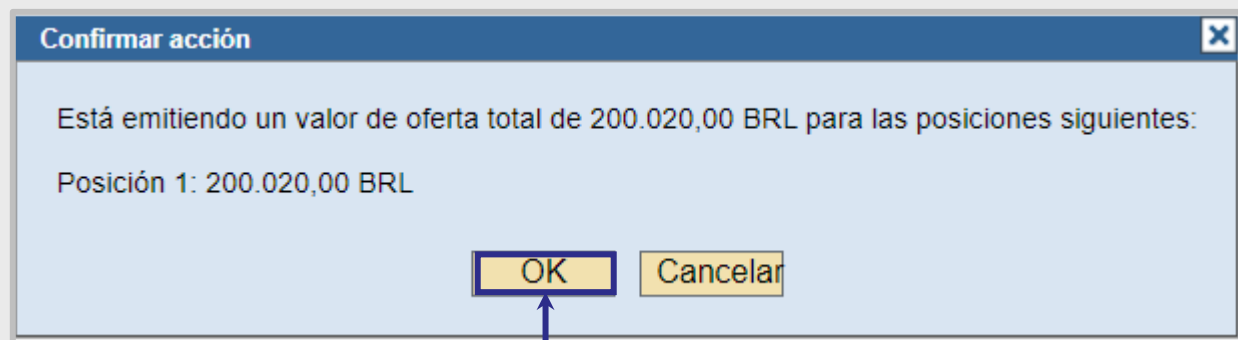 Confirmar acción
Está emitiendo un valor de oferta total de 200.020,00 BRL para las posiciones siguientes:
Posición 1: 200.020,00 BRL
OK Cancelar